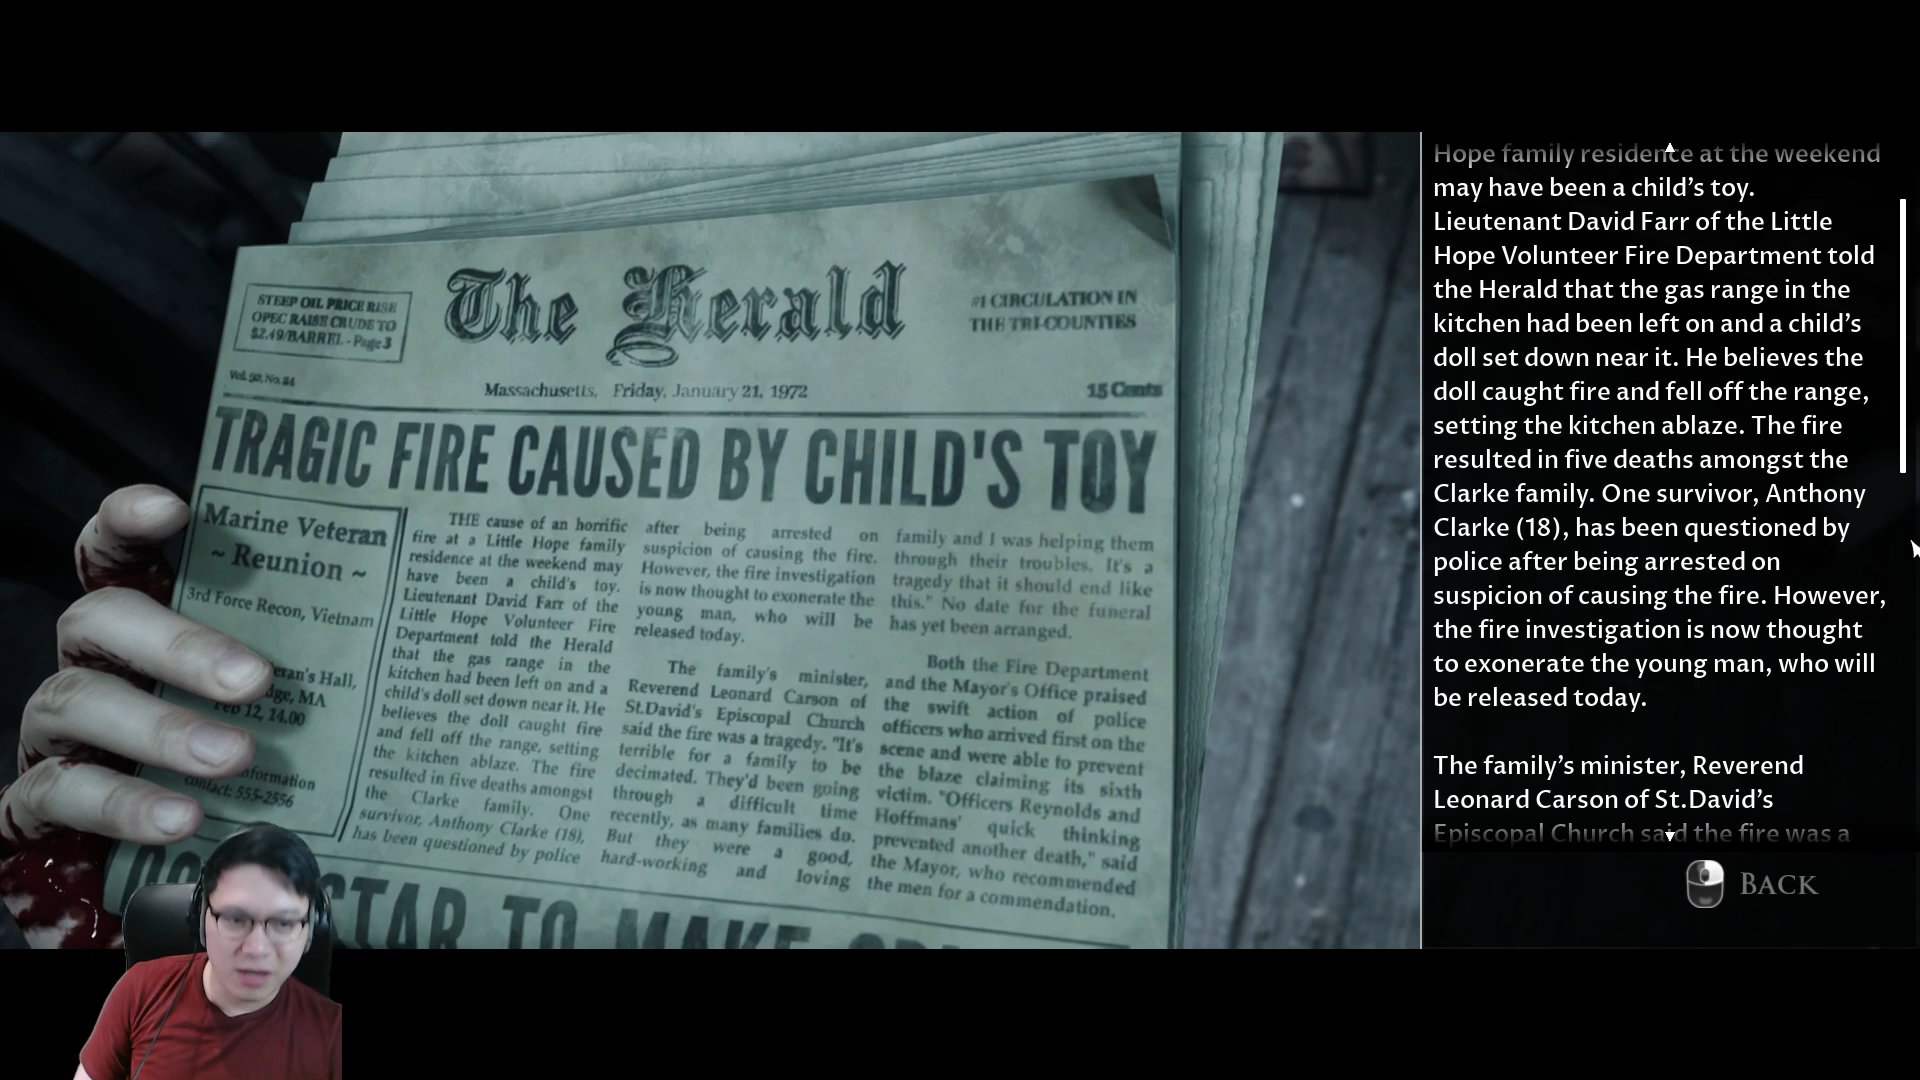 STEEP OIL PRICE RISE
OPEC RAISE CRUDE TO
$2.49/BARREL - Page 3
The Herald
#1 CIRCULATION IN
THE TRI-COUNTIES
Vol. 92, No. 24
Massachusetts, Friday, January 21, 1972
15 Cents
TRAGIC FIRE CAUSED BY CHILD'S TOY
Marine Veteran
~ Reunion ~
3rd Force Recon, Vietnam
eran's Hall,
dge, MA
Feb 12, 14.00
nformation
contact: 555-2556
THE cause of an horrific
fire at a Little Hope family
residence at the weekend may
have been a child's toy.
Lieutenant David Farr of the
Little Hope Volunteer Fire
Department told the Herald
that the gas range in the
kitchen had been left on and a
child's doll set down near it. He
believes the doll caught fire
and fell off the range, setting
the kitchen ablaze. The fire
resulted in five deaths amongst
the Clarke family. One
survivor, Anthony Clarke (18),
has been questioned by police
after being arrested on
suspicion of causing the fire.
However, the fire investigation
is now thought to exonerate the
young man, who will be
released today.
The family's minister,
Reverend Leonard Carson of
St.David's Episcopal Church
said the fire was a tragedy. "It's
terrible for a family to be
decimated. They'd been going
through a difficult time
recently, as many families do.
But they were a good,
hard-working and loving
family and I was helping them
through their troubles. It's a
tragedy that it should end like
this." No date for the funeral
has yet been arranged.
Both the Fire Department
and the Mayor's Office praised
the swift action of police
officers who arrived first on the
scene and were able to prevent
the blaze claiming its sixth
victim. "Officers Reynolds and
Hoffmans' quick thinking
prevented another death," said
the Mayor, who recommended
the men for a commendation.
STAR TO MAKE
Hope family residence at the weekend
may have been a child's toy.
Lieutenant David Farr of the Little
Hope Volunteer Fire Department told
the Herald that the gas range in the
kitchen had been left on and a child's
doll set down near it. He believes the
doll caught fire and fell off the range,
setting the kitchen ablaze. The fire
resulted in five deaths amongst the
Clarke family. One survivor, Anthony
Clarke (18), has been questioned by
police after being arrested on
suspicion of causing the fire. However,
the fire investigation is now thought
to exonerate the young man, who will
be released today.
The family's minister, Reverend
Leonard Carson of St.David's
Episcopal Church said the fire was a
BACK